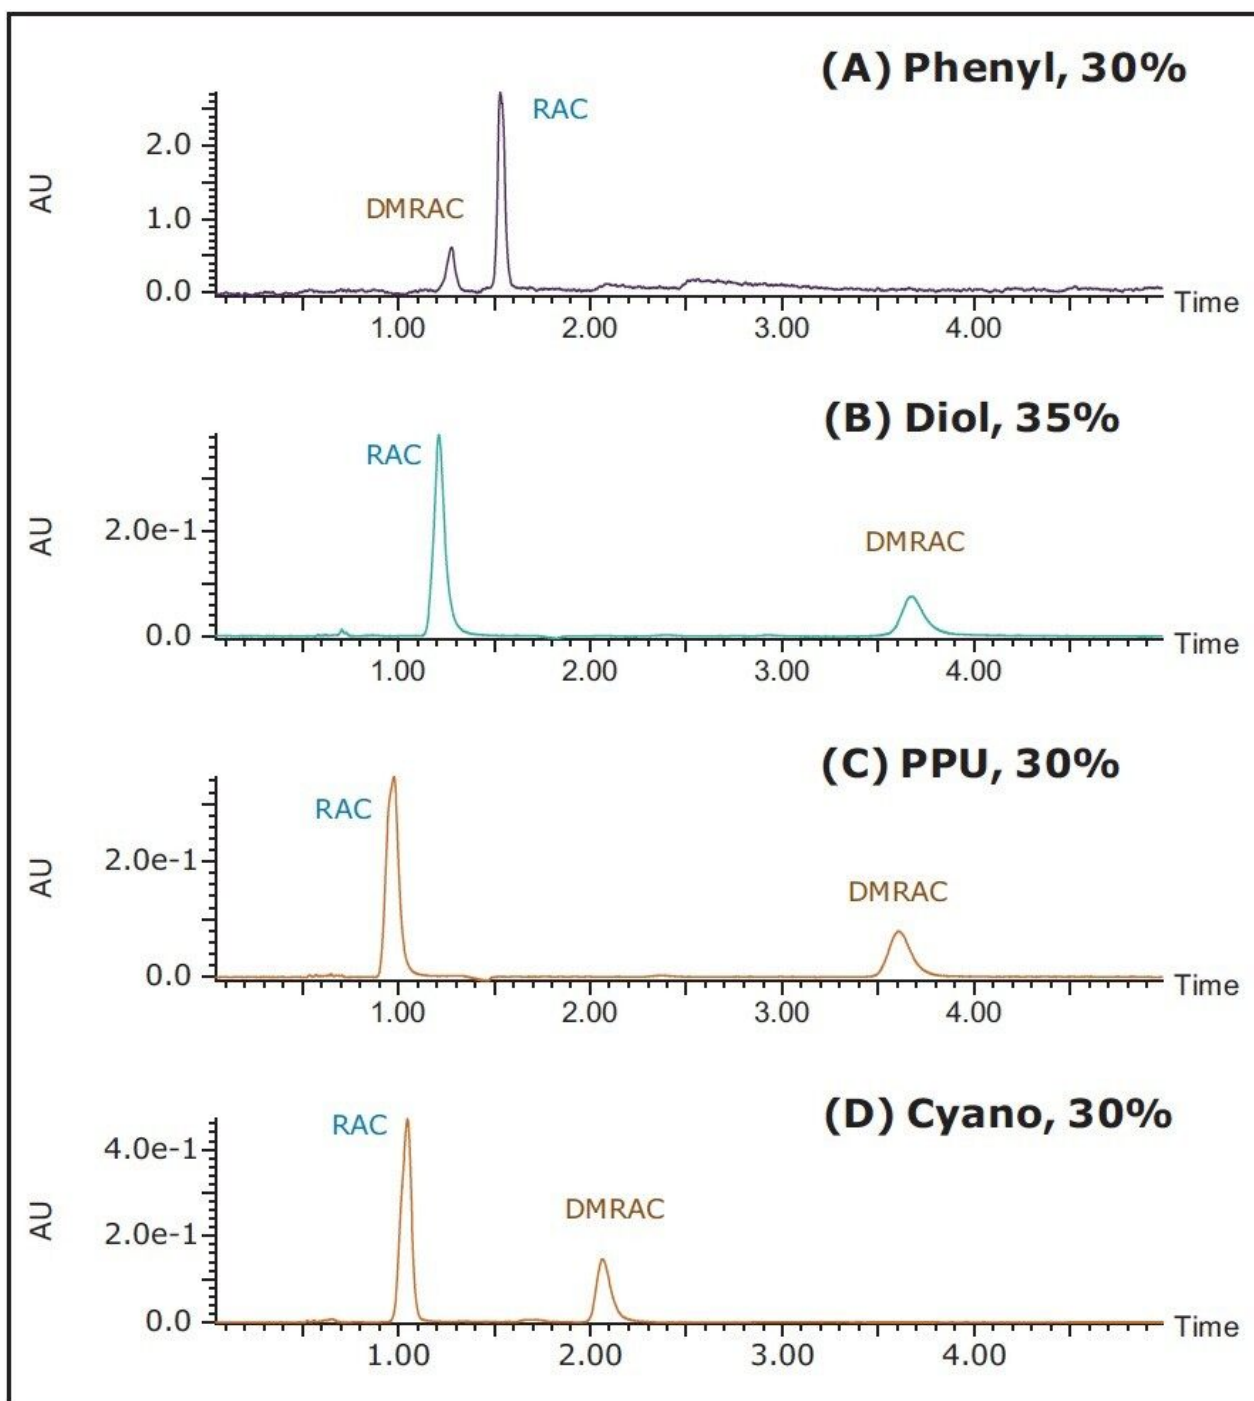 (A) Phenyl, 30%
RAC
2.0
AU
DMRAC
1.0
0.0
Time
1.00 2.00 3.00 4.00
(B) Diol, 35%
RAC
AU
2.0e-1
DMRAC
0.0
Time
1.00 2.00 3.00 4.00
(C) PPU, 30%
RAC
AU
2.0e-1
DMRAC
0.0
Time
1.00 2.00 3.00 4.00
(D) Cyano, 30%
RAC
4.0e-1
AU
DMRAC
2.0e-1
0.0
Time
1.00 2.00 3.00 4.00